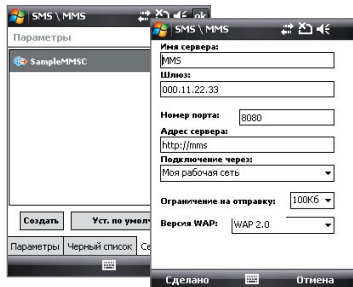 SMS \ MMS
ok
Параметры
SampleMMSC
Создать
Уст. по умол
Параметры Черный список Се
SMS \ MMS
Имя сервера:
MMS
Шлюз:
000.11.22.33
Номер порта: 8080
Адрес сервера:
http://mms
Подключение через:
Моя рабочая сеть
Ограничение на отправку: 100Кб
Версия WAP: WAP 2.0
Сделано Отмена